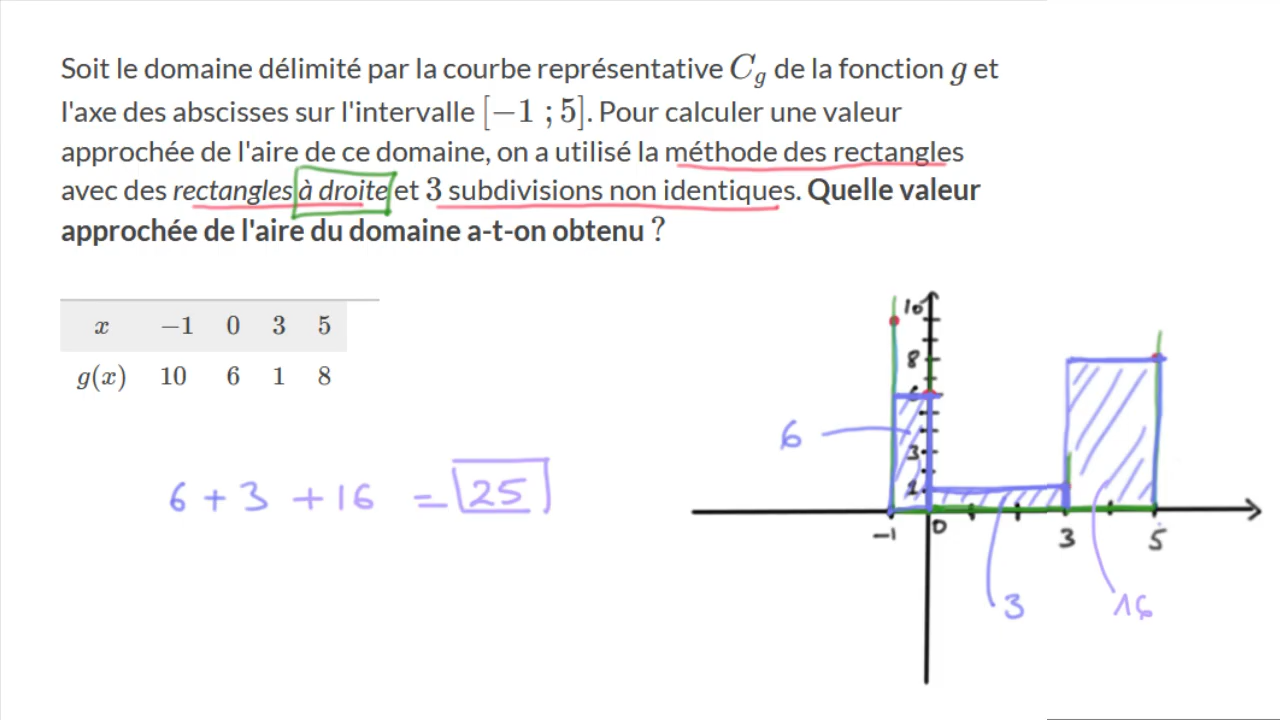 Soit le domaine délimité par la courbe représentative C_g de la fonction g et
l'axe des abscisses sur l'intervalle [−1 ; 5]. Pour calculer une valeur
approchée de l'aire de ce domaine, on a utilisé la méthode des rectangles
avec des rectangles à droite et 3 subdivisions non identiques. Quelle valeur
approchée de l'aire du domaine a-t-on obtenu ?
x −1 0 3 5
g(x) 10 6 1 8
6 + 3 + 16 = 25
10
8
6
6
3
1
−1 0 3 5
3 16